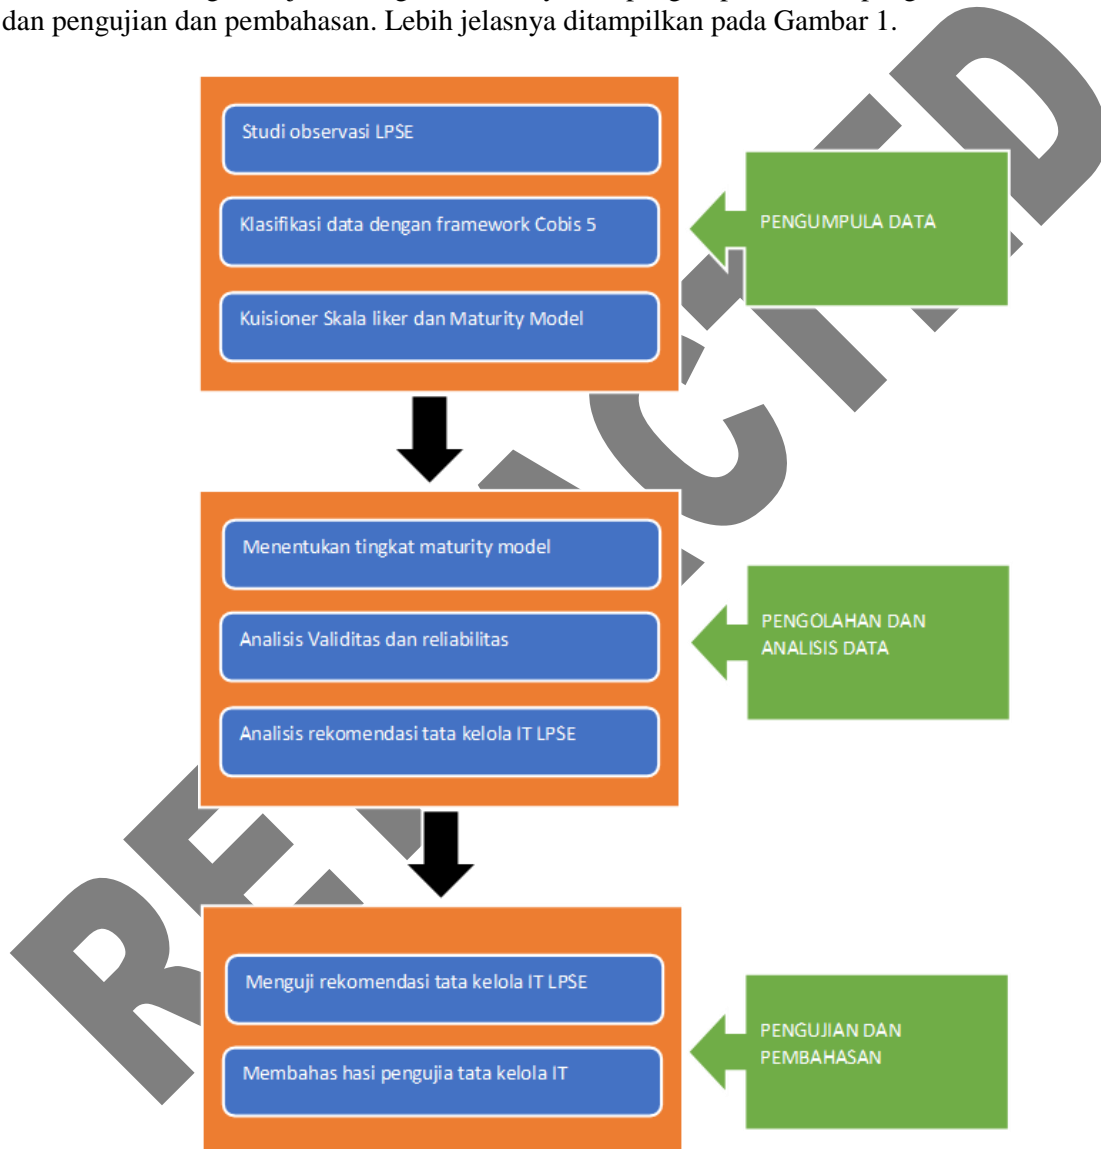 dan pengujian dan pembahasan. Lebih jelasnya ditampilkan pada Gambar 1.
Studi observasi LPSE
Klasifikasi data dengan framework Cobis 5
PENGUMPULA DATA
Kuisioner Skala liker dan Maturity Model
Menentukan tingkat maturity model
Analisis Validitas dan reliabilitas
PENGOLAHAN DAN
ANALISIS DATA
Analisis rekomendasi tata kelola IT LPSE
Menguji rekomendasi tata kelola IT LPSE
PENGUJIAN DAN
PEMBAHASAN
Membahas hasi pengujia tata kelola IT
RETRACTED